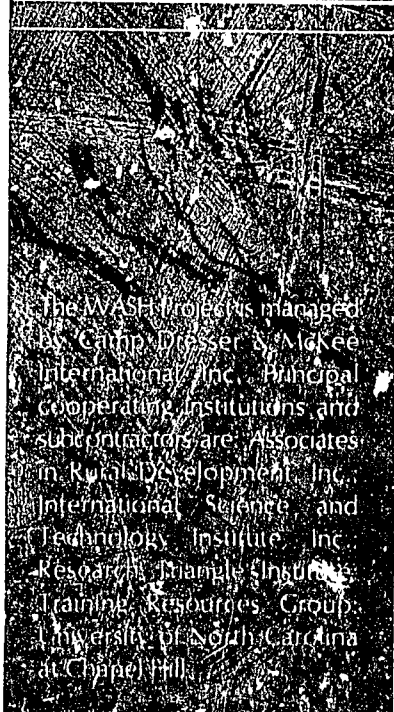 The WASH Project is managed
by Camp Dresser & McKee
International Inc. Principal
cooperating institutions and
subcontractors are: Associates
in Rural Development, Inc.;
International Science and
Technology Institute, Inc.;
Research Triangle Institute;
Training Resources Group;
University of North Carolina
at Chapel Hill.